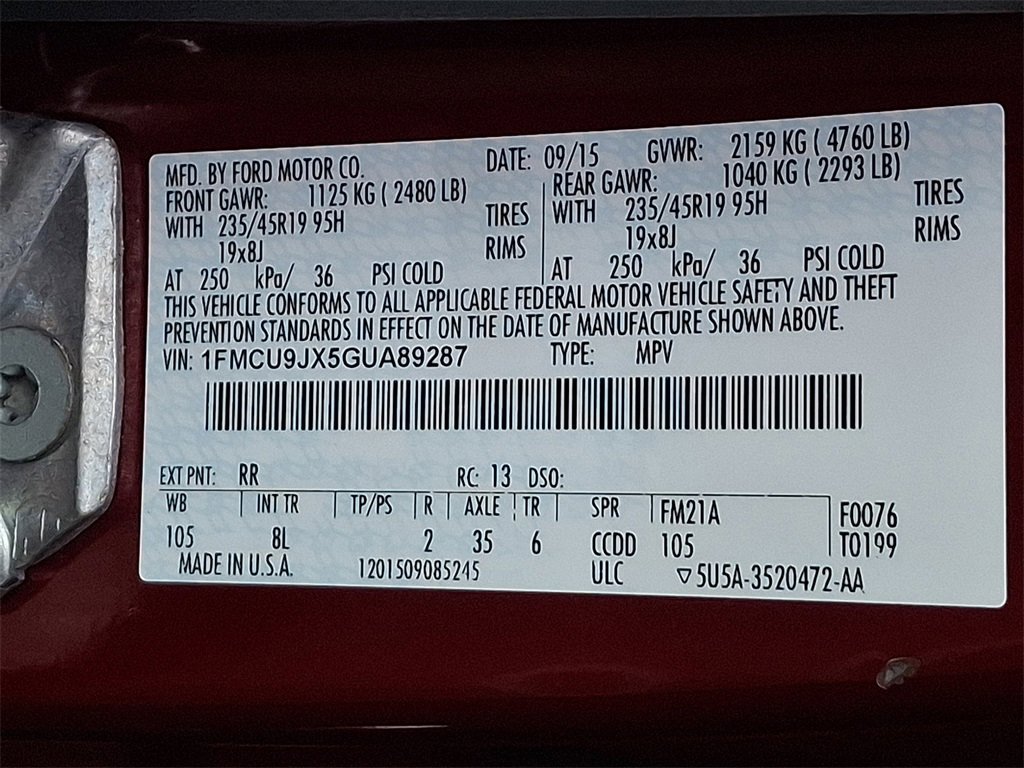 MFD. BY FORD MOTOR CO. DATE: 09/15 GVWR: 2159 KG ( 4760 LB)
FRONT GAWR: 1125 KG ( 2480 LB) REAR GAWR: 1040 KG ( 2293 LB)
WITH 235/45R19 95H TIRES WITH 235/45R19 95H TIRES
19x8J RIMS 19x8J RIMS
AT 250 kPa/ 36 PSI COLD AT 250 kPa/ 36 PSI COLD
THIS VEHICLE CONFORMS TO ALL APPLICABLE FEDERAL MOTOR VEHICLE SAFETY AND THEFT
PREVENTION STANDARDS IN EFFECT ON THE DATE OF MANUFACTURE SHOWN ABOVE.
VIN: 1FMCU9JX5GUA89287 TYPE: MPV
EXT PNT: RR RC: 13 DSO:
WB INT TR TP/PS R AXLE TR SPR FM21A F0076
105 8L 2 35 6 CCDD 105 T0199
MADE IN U.S.A. 1201509085245 ULC ▽5U5A-3520472-AA